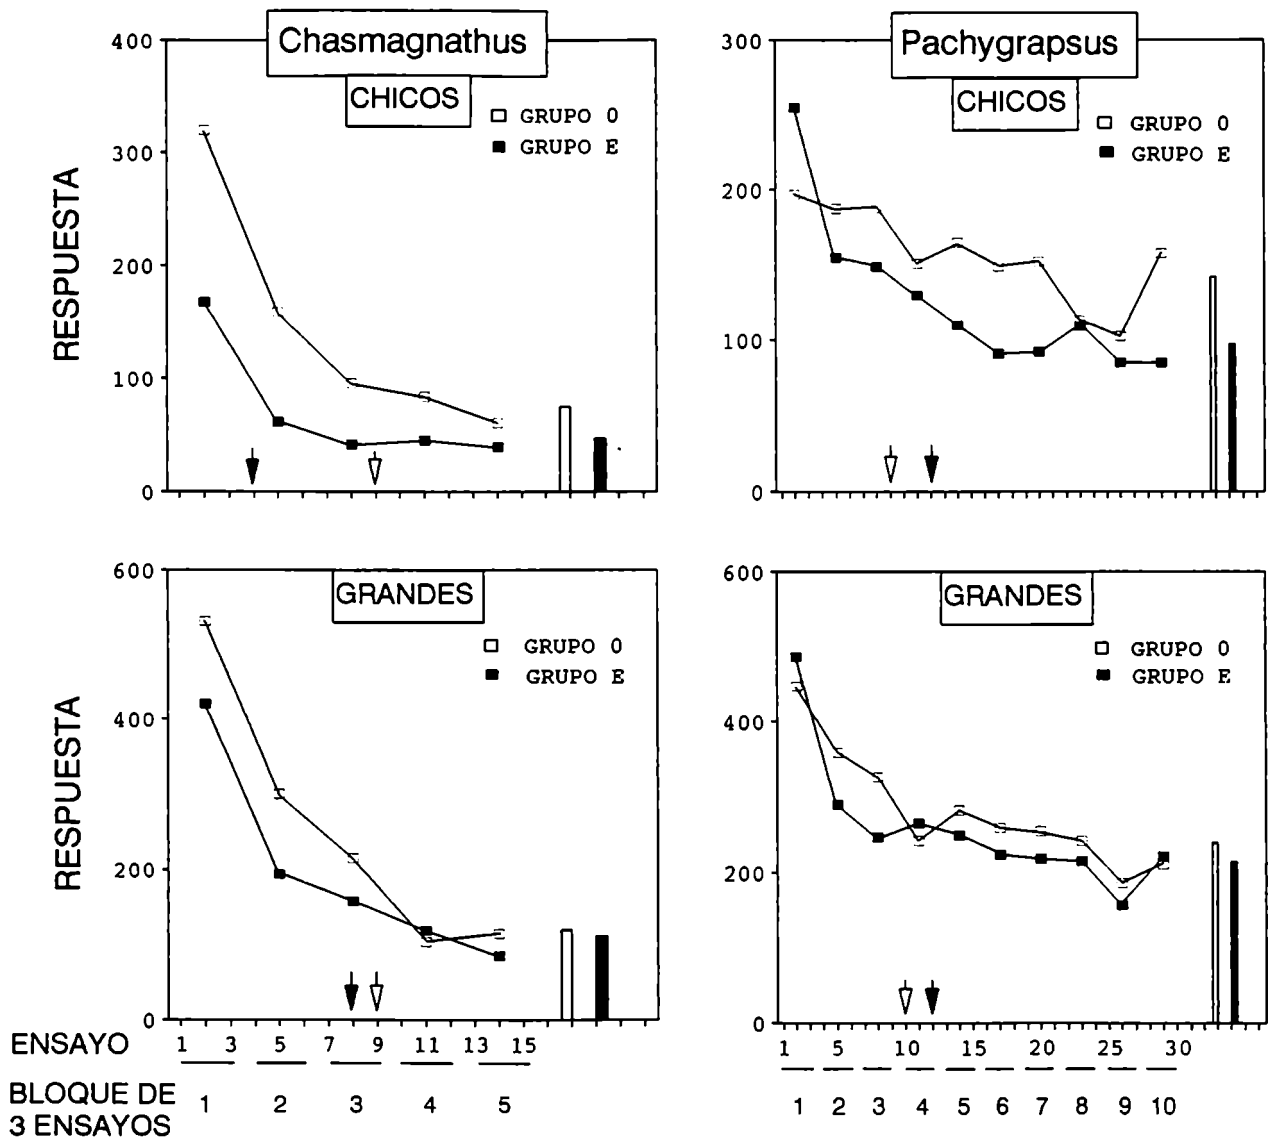 Chasmagnathus
CHICOS
GRUPO 0
GRUPO E
RESPUESTA
400
300
200
100
0
Pachygrapsus
CHICOS
GRUPO 0
GRUPO E
300
200
100
0
GRANDES
GRUPO 0
GRUPO E
RESPUESTA
600
400
200
0
GRANDES
GRUPO 0
GRUPO E
600
400
200
0
ENSAYO 1 3 5 7 9 11 13 15 1 5 10 15 20 25 30
BLOQUE DE
3 ENSAYOS
1 2 3 4 5 1 2 3 4 5 6 7 8 9 10